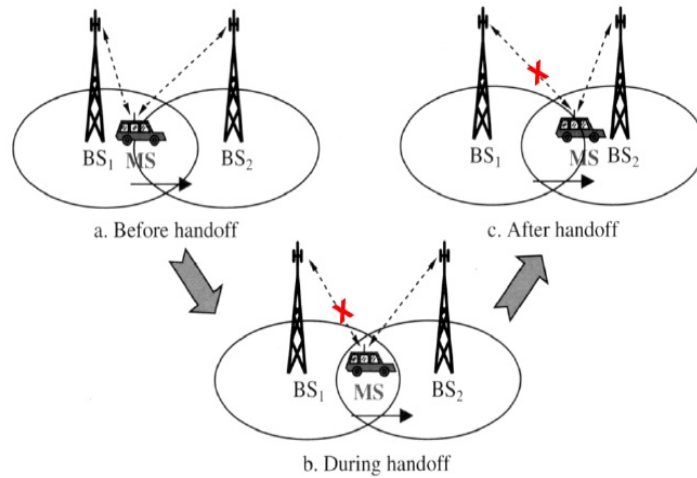 BS₁ MS BS₂
a. Before handoff
BS₁ MS BS₂
c. After handoff
BS₁ MS BS₂
b. During handoff